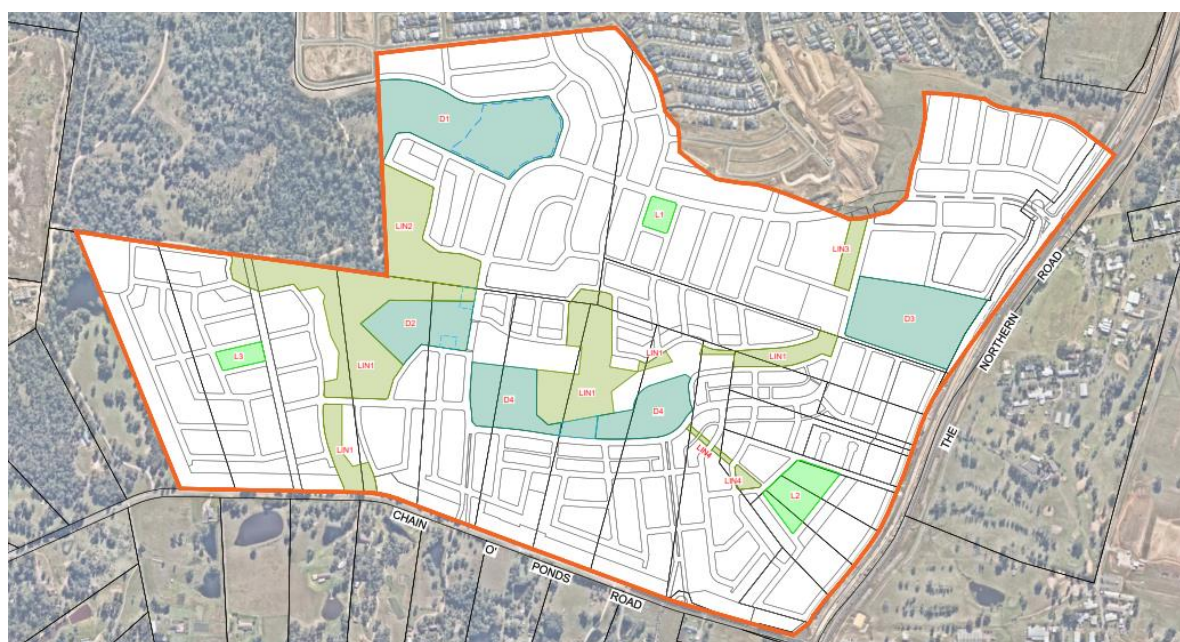 D1
L1
LIN2
LIN3
D2
D3
L3
LIN1
LIN1
LIN1
LIN1
D4
D4
LIN1
LIN4
LIN4
L2
CHAIN
O'
PONDS
ROAD
THE
NORTHERN
ROAD